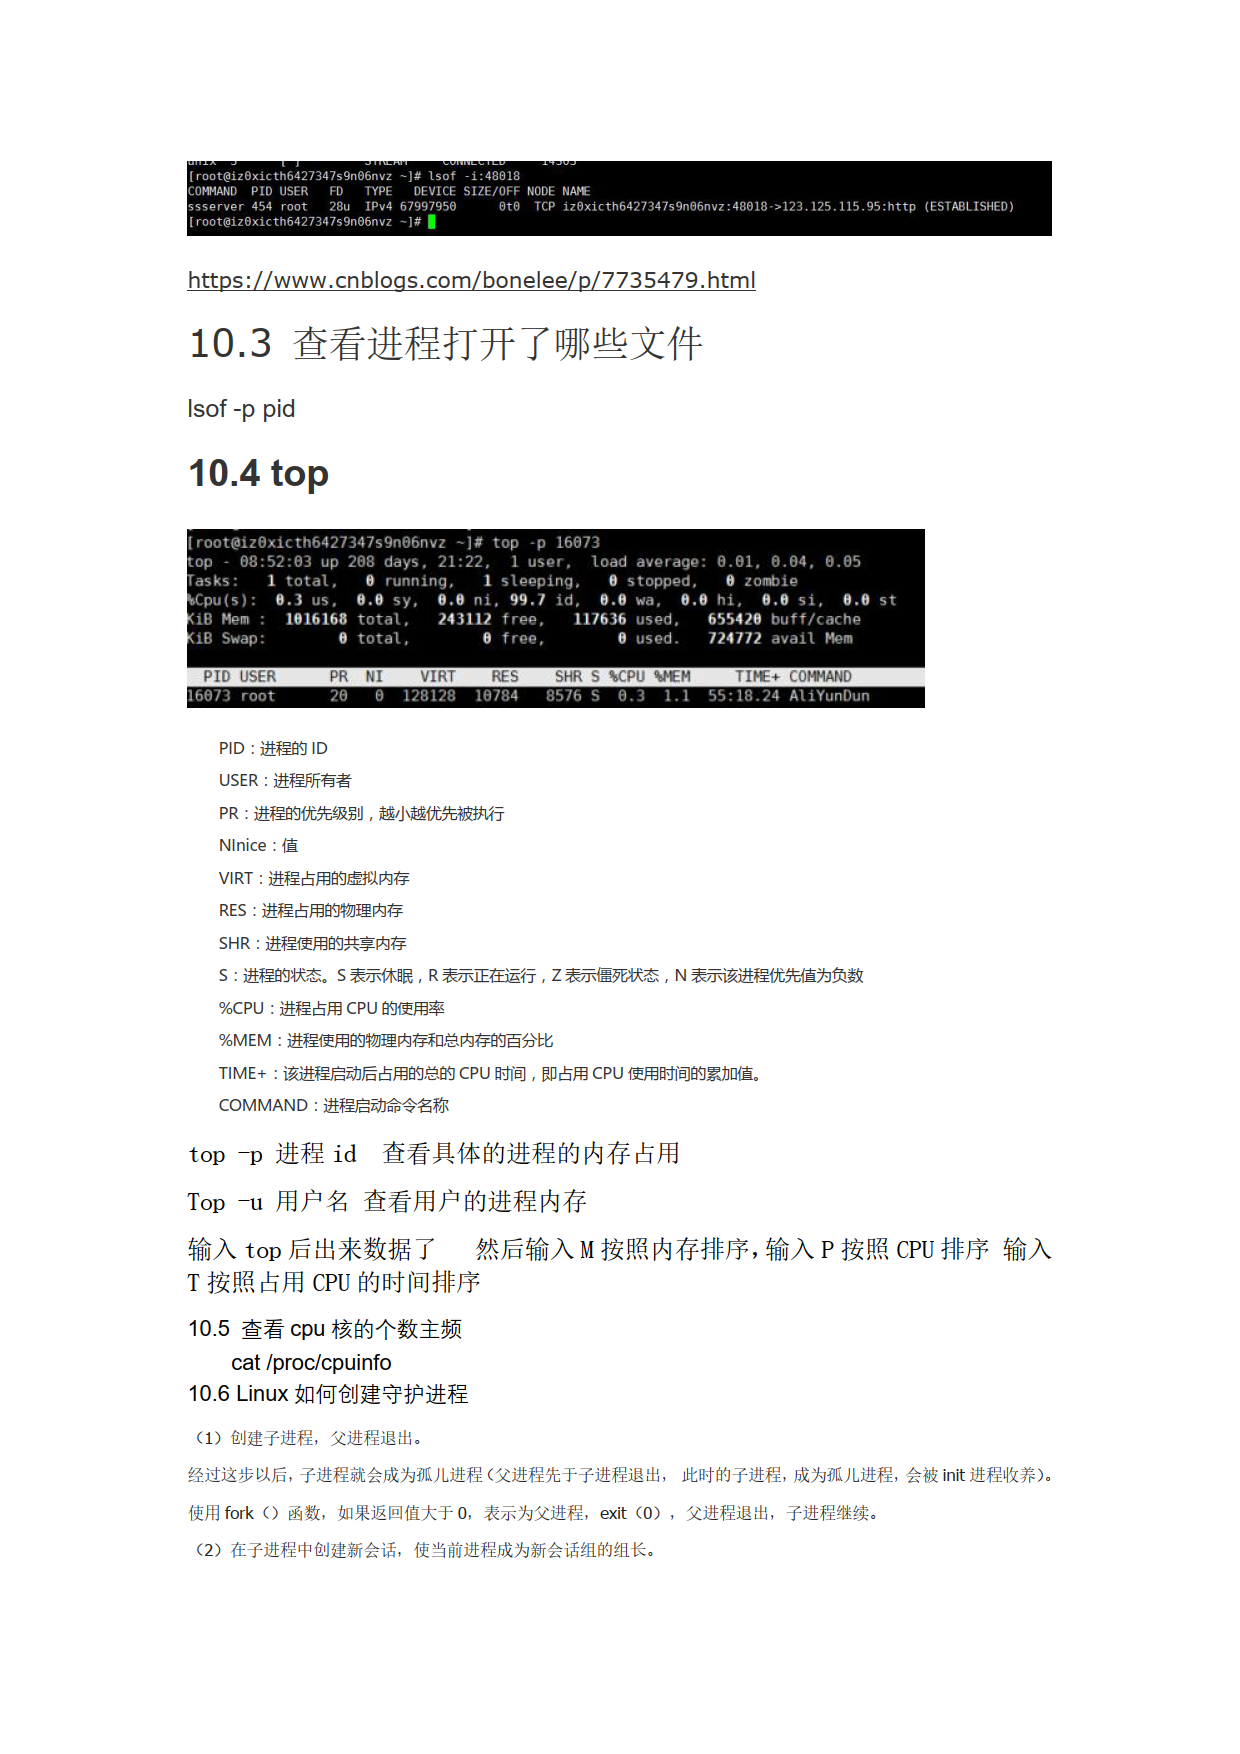 unix 3 [ ] STREAM CONNECTED 14303
[root@iz0xicth6427347s9n06nvz ~]# lsof -i:48018
COMMAND PID USER FD TYPE DEVICE SIZE/OFF NODE NAME
ssserver 454 root 28u IPv4 67997950 0t0 TCP iz0xicth6427347s9n06nvz:48018->123.125.115.95:http (ESTABLISHED)
[root@iz0xicth6427347s9n06nvz ~]#
https://www.cnblogs.com/bonelee/p/7735479.html
10.3 查看进程打开了哪些文件
lsof -p pid
10.4 top
[root@iz0xicth6427347s9n06nvz ~]# top -p 16073
top - 08:52:03 up 208 days, 21:22, 1 user, load average: 0.01, 0.04, 0.05
Tasks: 1 total, 0 running, 1 sleeping, 0 stopped, 0 zombie
%Cpu(s): 0.3 us, 0.0 sy, 0.0 ni, 99.7 id, 0.0 wa, 0.0 hi, 0.0 si, 0.0 st
KiB Mem : 1016168 total, 243112 free, 117636 used, 655420 buff/cache
KiB Swap: 0 total, 0 free, 0 used. 724772 avail Mem
PID USER PR NI VIRT RES SHR S %CPU %MEM TIME+ COMMAND
16073 root 20 0 128128 10784 8576 S 0.3 1.1 55:18.24 AliYunDun
PID：进程的 ID
USER：进程所有者
PR：进程的优先级别，越小越优先被执行
NInice：值
VIRT：进程占用的虚拟内存
RES：进程占用的物理内存
SHR：进程使用的共享内存
S：进程的状态。S 表示休眠，R 表示正在运行，Z 表示僵死状态，N 表示该进程优先值为负数
%CPU：进程占用 CPU 的使用率
%MEM：进程使用的物理内存和总内存的百分比
TIME+：该进程启动后占用的总的 CPU 时间，即占用 CPU 使用时间的累加值。
COMMAND：进程启动命令名称
top -p 进程 id 查看具体的进程的内存占用
Top -u 用户名 查看用户的进程内存
输入 top 后出来数据了 然后输入 M 按照内存排序，输入 P 按照 CPU 排序 输入
T 按照占用 CPU 的时间排序
10.5 查看 cpu 核的个数主频
cat /proc/cpuinfo
10.6 Linux 如何创建守护进程
（1）创建子进程，父进程退出。
经过这步以后，子进程就会成为孤儿进程（父进程先于子进程退出， 此时的子进程，成为孤儿进程，会被 init 进程收养）。
使用 fork（）函数，如果返回值大于 0，表示为父进程，exit（0），父进程退出，子进程继续。
（2）在子进程中创建新会话，使当前进程成为新会话组的组长。